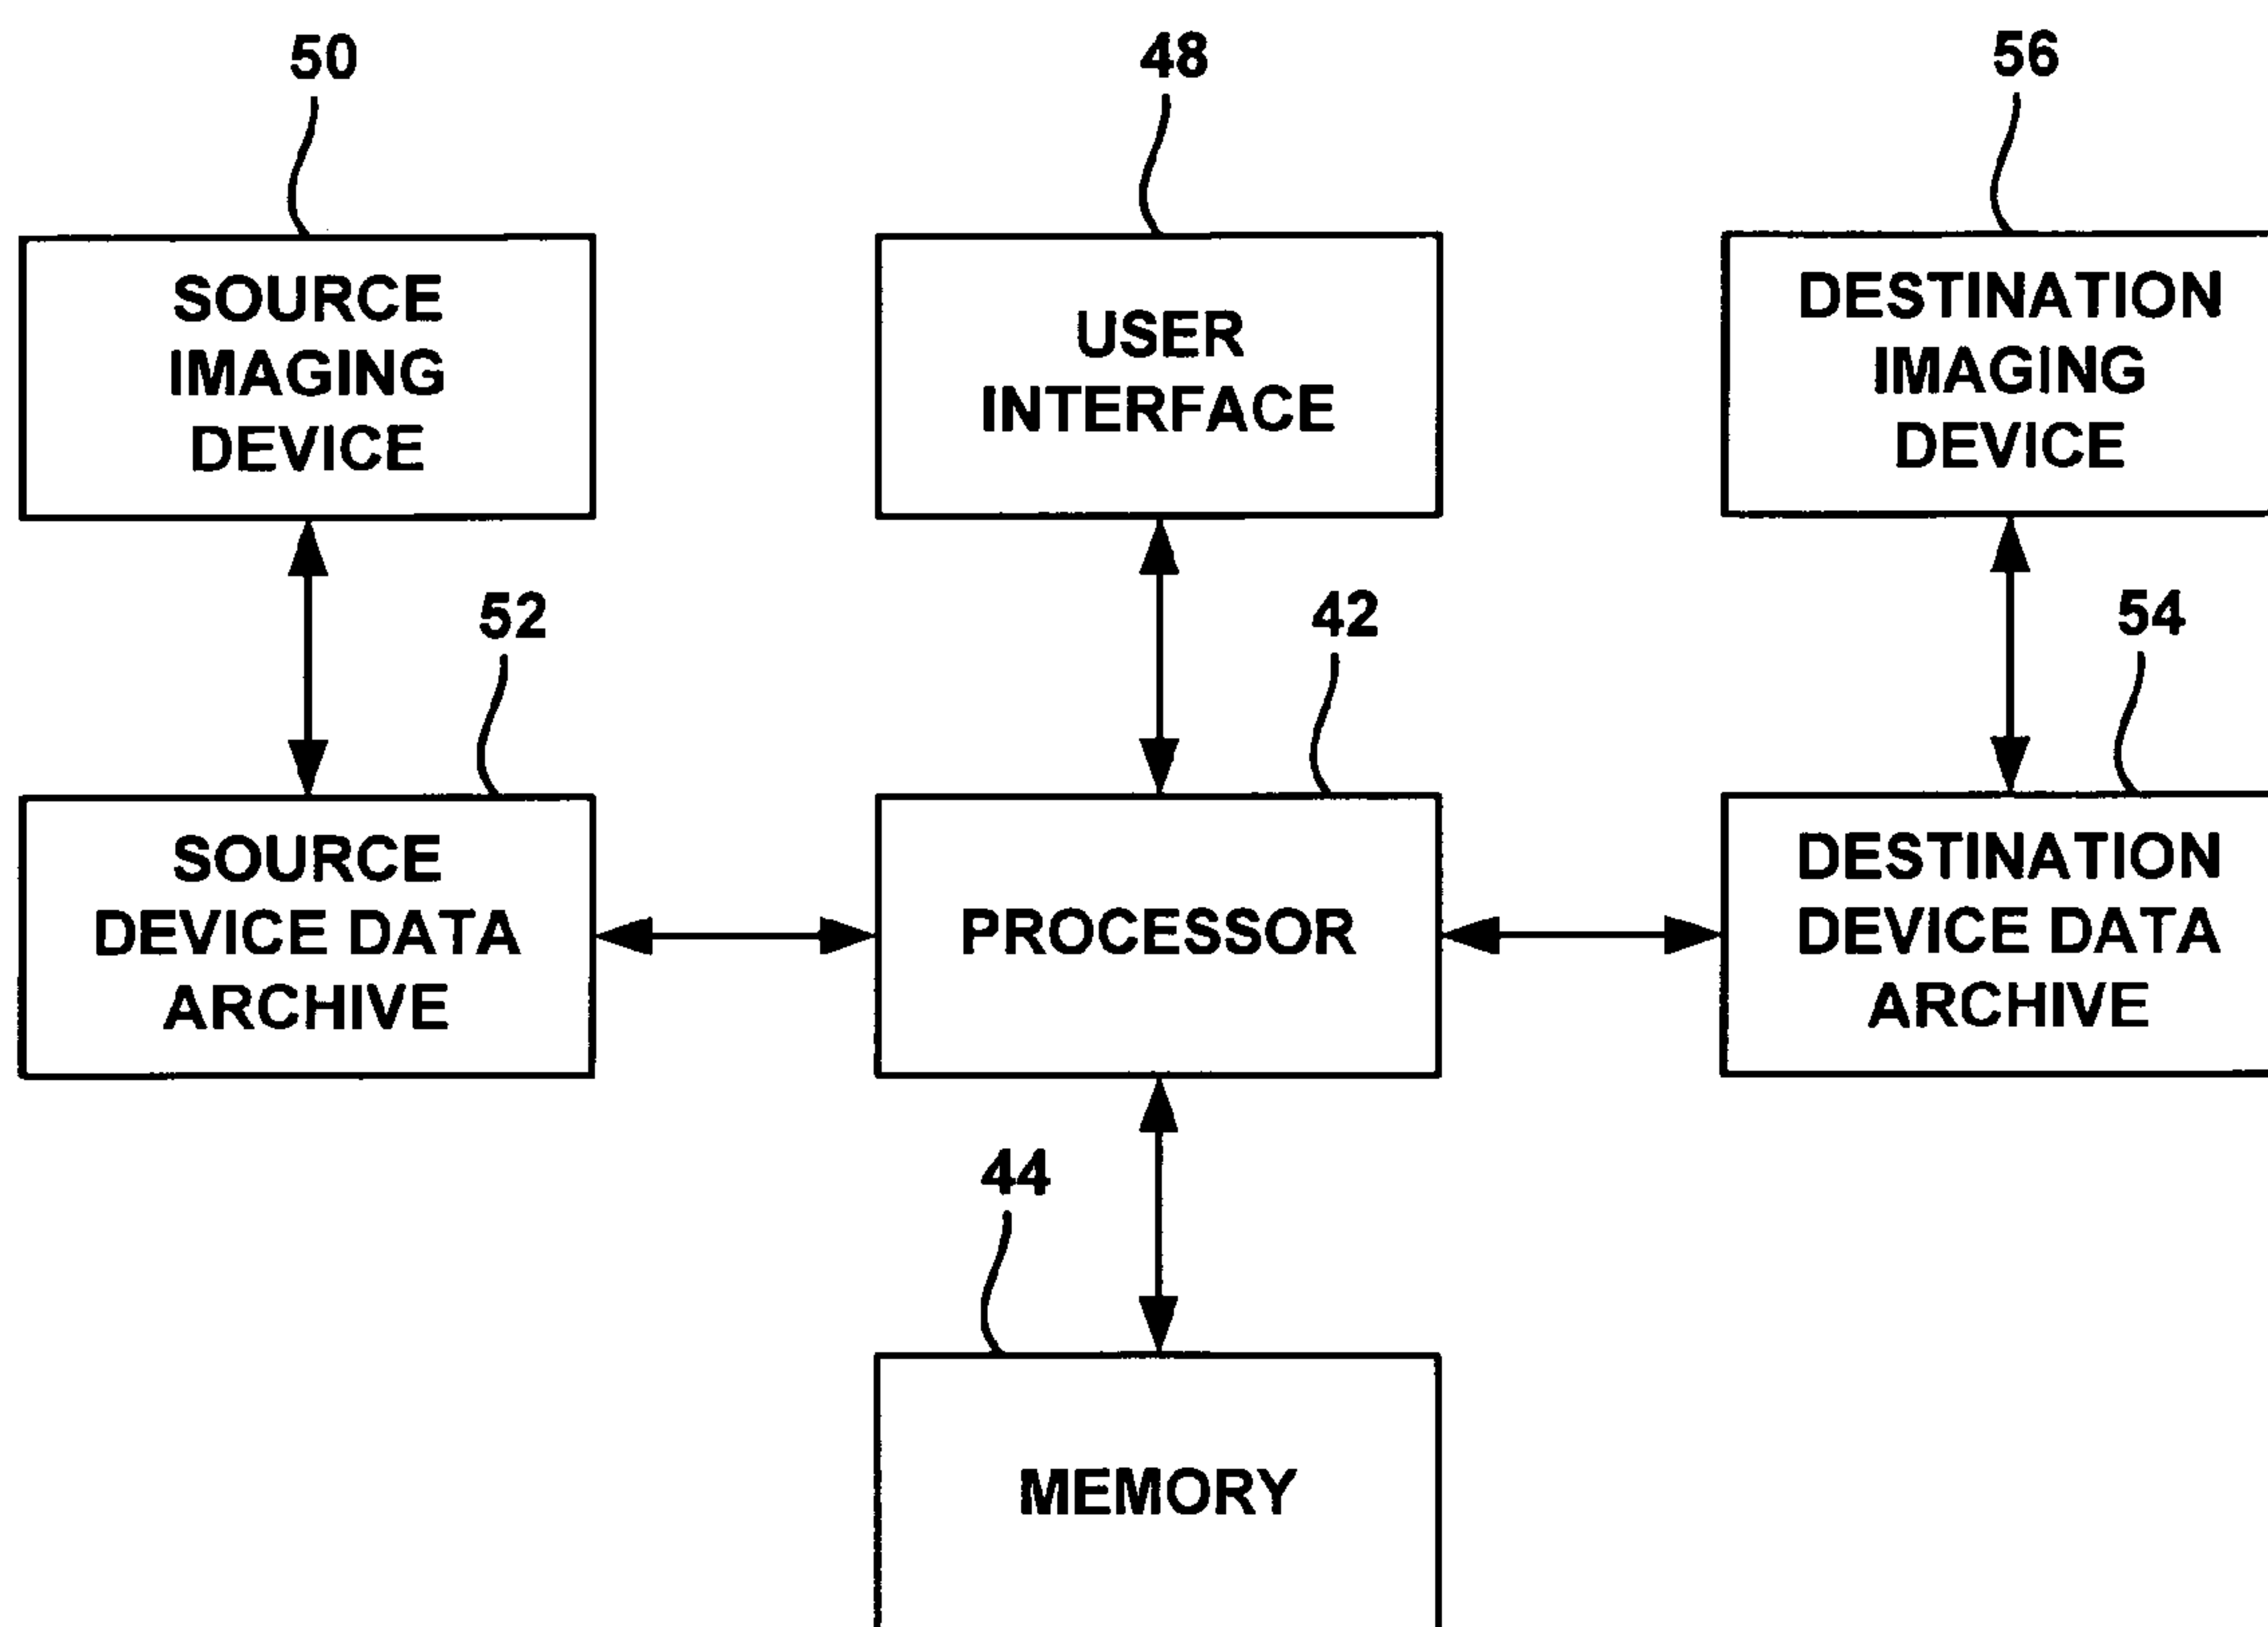 50
48
56
SOURCE
IMAGING
DEVICE
USER
INTERFACE
DESTINATION
IMAGING
DEVICE
52
42
54
SOURCE
DEVICE DATA
ARCHIVE
PROCESSOR
DESTINATION
DEVICE DATA
ARCHIVE
44
MEMORY